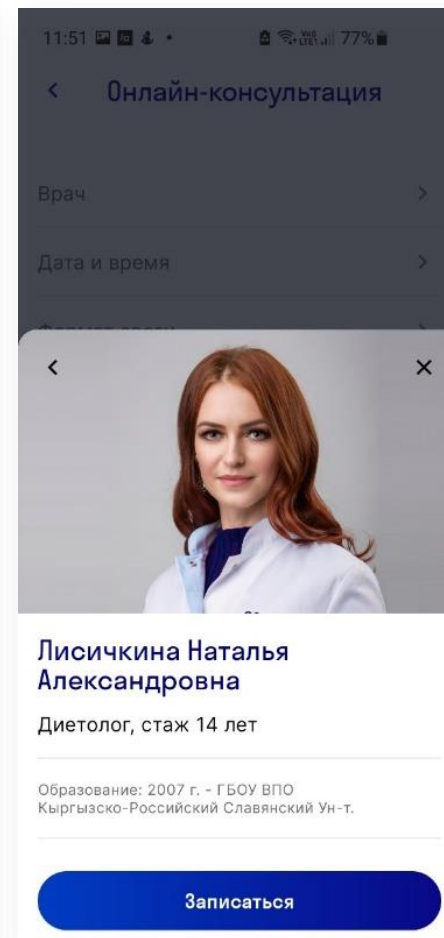 11:51
77%
Онлайн-консультация
Врач
Дата и время
Лисичкина Наталья
Александровна
Диетолог, стаж 14 лет
Образование: 2007 г. - ГБОУ ВПО
Кыргызско-Российский Славянский Ун-т.
Записаться